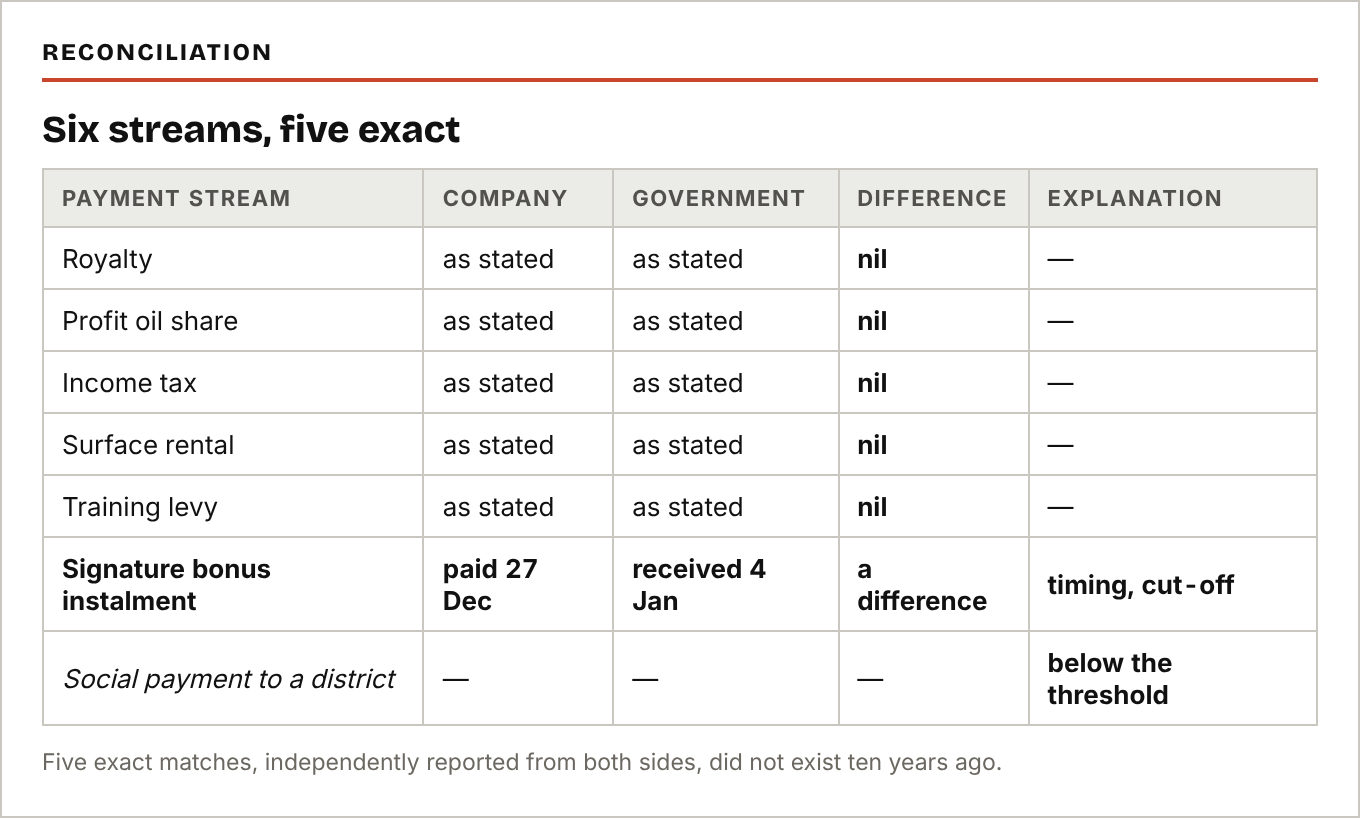 RECONCILIATION
Six streams, five exact
PAYMENT STREAM COMPANY GOVERNMENT DIFFERENCE EXPLANATION
Royalty as stated as stated nil —
Profit oil share as stated as stated nil —
Income tax as stated as stated nil —
Surface rental as stated as stated nil —
Training levy as stated as stated nil —
Signature bonus instalment paid 27 Dec received 4 Jan a difference timing, cut-off
Social payment to a district — — — below the threshold
Five exact matches, independently reported from both sides, did not exist ten years ago.